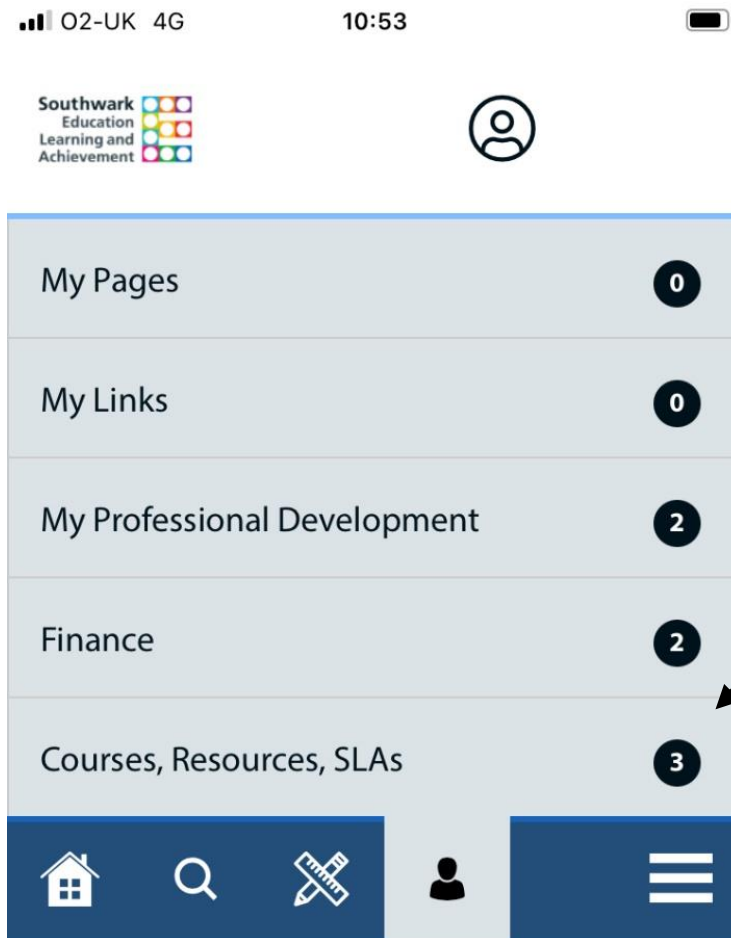 O2-UK 4G 10:53
Southwark
Education
Learning and
Achievement
My Pages 0
My Links 0
My Professional Development 2
Finance 2
Courses, Resources, SLAs 3